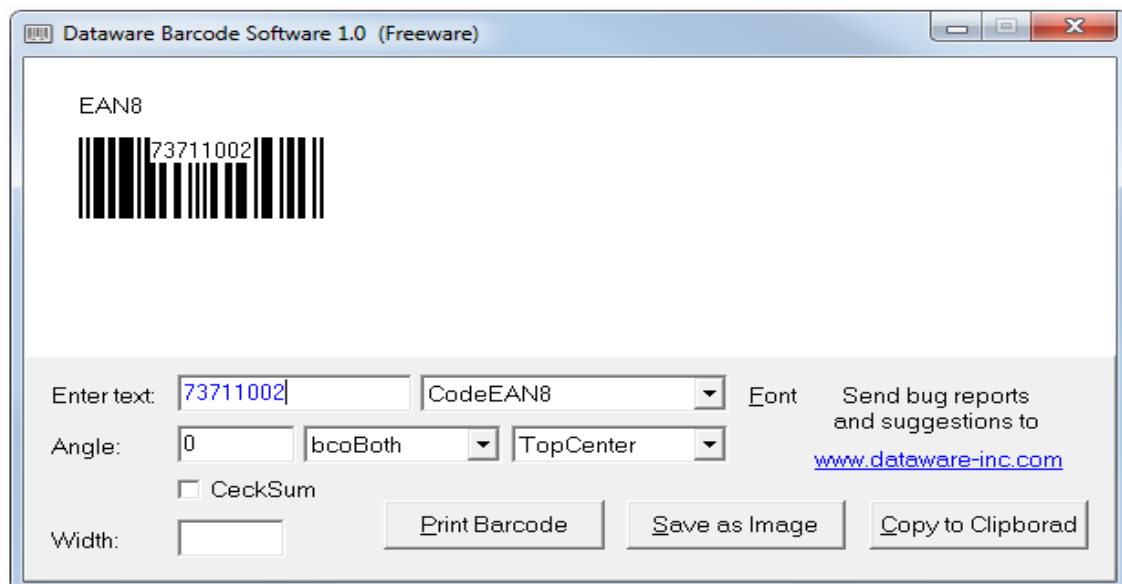 Dataware Barcode Software 1.0 (Freeware)
EAN8
73711002
Enter text: 73711002 CodeEAN8 Font Send bug reports
and suggestions to
Angle: 0 bcoBoth TopCenter www.dataware-inc.com
CeckSum
Width: Print Barcode Save as Image Copy to Clipborad